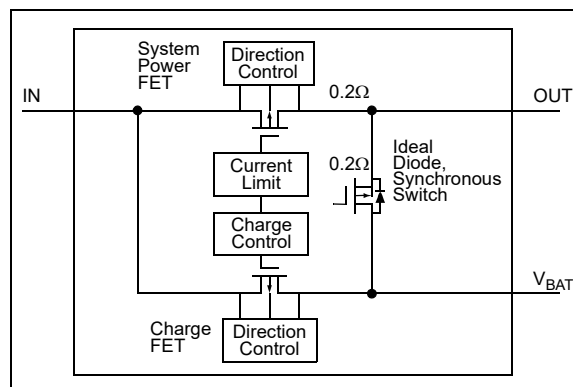 System
Power
FET
Direction
Control
0.2Ω
IN
OUT
Current
Limit
0.2Ω
Ideal
Diode,
Synchronous
Switch
Charge
Control
VBAT
Charge
FET
Direction
Control